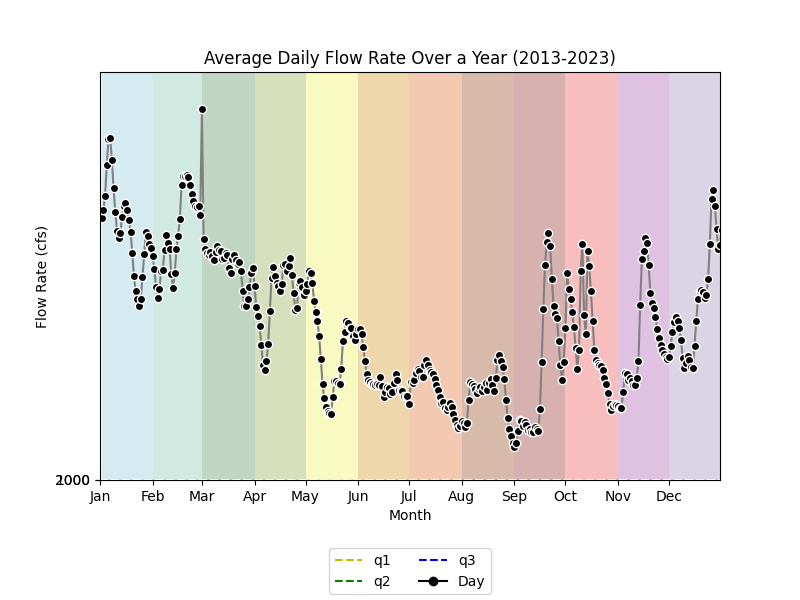 Average Daily Flow Rate Over a Year (2013-2023)
Flow Rate (cfs)
Jan Feb Mar Apr May Jun Jul Aug Sep Oct Nov Dec
Month
q1 q3
q2 Day